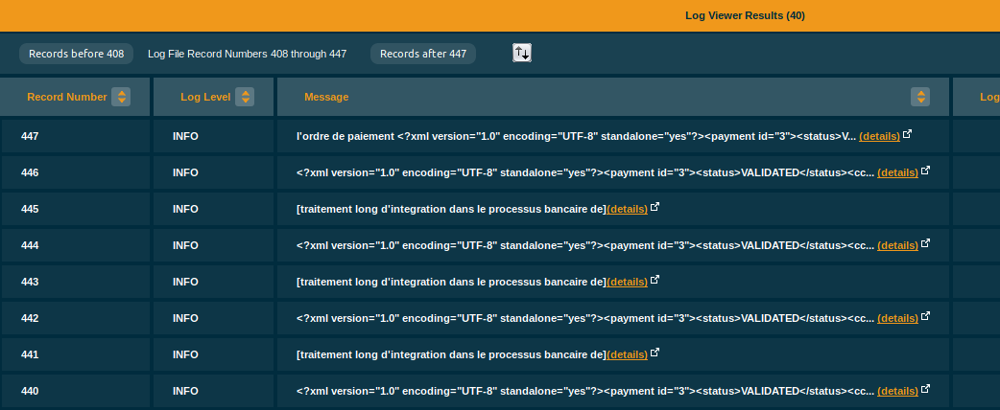 Log Viewer Results (40)
Records before 408 Log File Record Numbers 408 through 447 Records after 447
Record Number Log Level Message Log
447 INFO l'ordre de paiement <?xml version="1.0" encoding="UTF-8" standalone="yes"?><payment id="3"><status>V... (details)
446 INFO <?xml version="1.0" encoding="UTF-8" standalone="yes"?><payment id="3"><status>VALIDATED</status><cc... (details)
445 INFO [traitement long d'integration dans le processus bancaire de](details)
444 INFO <?xml version="1.0" encoding="UTF-8" standalone="yes"?><payment id="3"><status>VALIDATED</status><cc... (details)
443 INFO [traitement long d'integration dans le processus bancaire de](details)
442 INFO <?xml version="1.0" encoding="UTF-8" standalone="yes"?><payment id="3"><status>VALIDATED</status><cc... (details)
441 INFO [traitement long d'integration dans le processus bancaire de](details)
440 INFO <?xml version="1.0" encoding="UTF-8" standalone="yes"?><payment id="3"><status>VALIDATED</status><cc... (details)